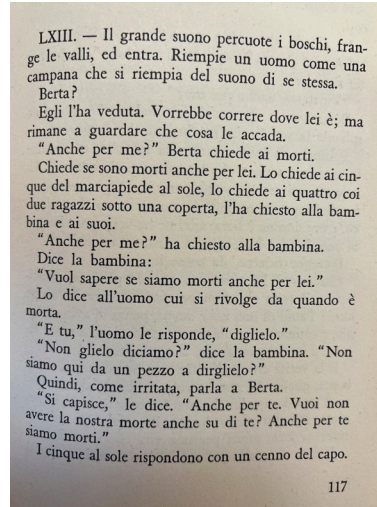 LXIII. — Il grande suono percuote i boschi, fran-
ge le valli, ed entra. Riempie un uomo come una
campana che si riempia del suono di se stessa.
Berta?
Egli l'ha veduta. Vorrebbe correre dove lei è; ma
rimane a guardare che cosa le accada.
"Anche per me?" Berta chiede ai morti.
Chiede se sono morti anche per lei. Lo chiede ai cin-
que del marciapiede al sole, lo chiede ai quattro coi
due ragazzi sotto una coperta, l'ha chiesto alla bam-
bina e ai suoi.
"Anche per me?" ha chiesto alla bambina.
Dice la bambina:
"Vuol sapere se siamo morti anche per lei."
Lo dice all'uomo cui si rivolge da quando è
morta.
"E tu," l'uomo le risponde, "diglielo."
"Non glielo diciamo?" dice la bambina. "Non
siamo qui da un pezzo a dirglielo?"
Quindi, come irritata, parla a Berta.
"Si capisce," le dice. "Anche per te. Vuoi non
avere la nostra morte anche su di te? Anche per te
siamo morti."
I cinque al sole rispondono con un cenno del capo.
117